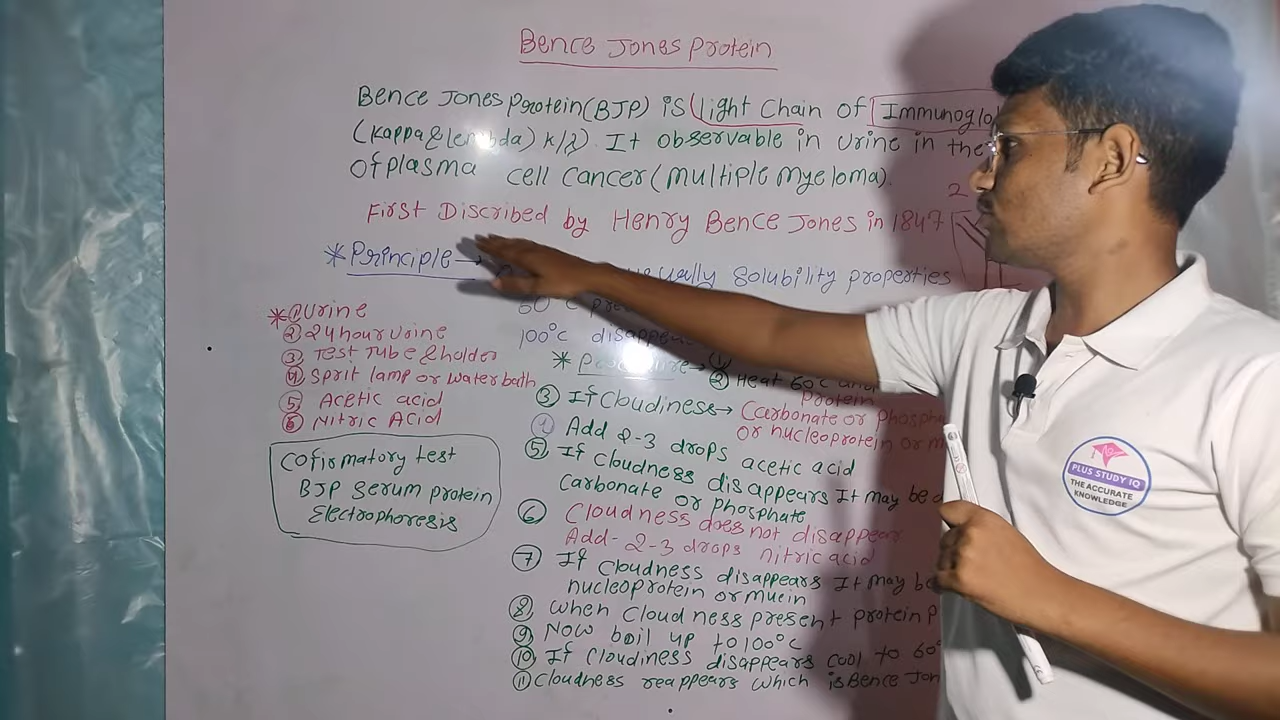 Bence Jones Protein
Bence Jones Protein(BJP) is Light Chain of Immunoglo
(Kappa & lembda) K/λ). It observable in Urine in the
of plasma cell cancer (Multiple Myeloma).
2
First Discribed by Henry Bence Jones in 1847
* Principle → usually Solubility properties
60°C
100°C disappea
* ① Urine
② 24 hour Urine
③ Test Tube & holder
④ Sprit lamp or Water bath
⑤ Acetic acid
⑥ Nitric Acid
Cofirmatory test
BJP Serum protein
Electrophoresis
* Procedure → ①
② Heat 60°C
③ If Cloudiness → Protein
Carbonate or Phospha
or nucleoprotein or m
Add 2-3 drops acetic acid
⑤ If Cloudness disappears It may be
Carbonate or phosphate
⑥ Cloudness does not disappear
Add- 2-3 drops nitric acid
⑦ If Cloudness disappears It may be
nucleoprotein or mucin
⑧ When Cloudness present protein P
⑨ Now boil up to 100°C
⑩ If Cloudiness disappears cool to 60°
⑪ Cloudness reappears which is Bence Jon
PLUS STUDY IQ
THE ACCURATE
KNOWLEDGE